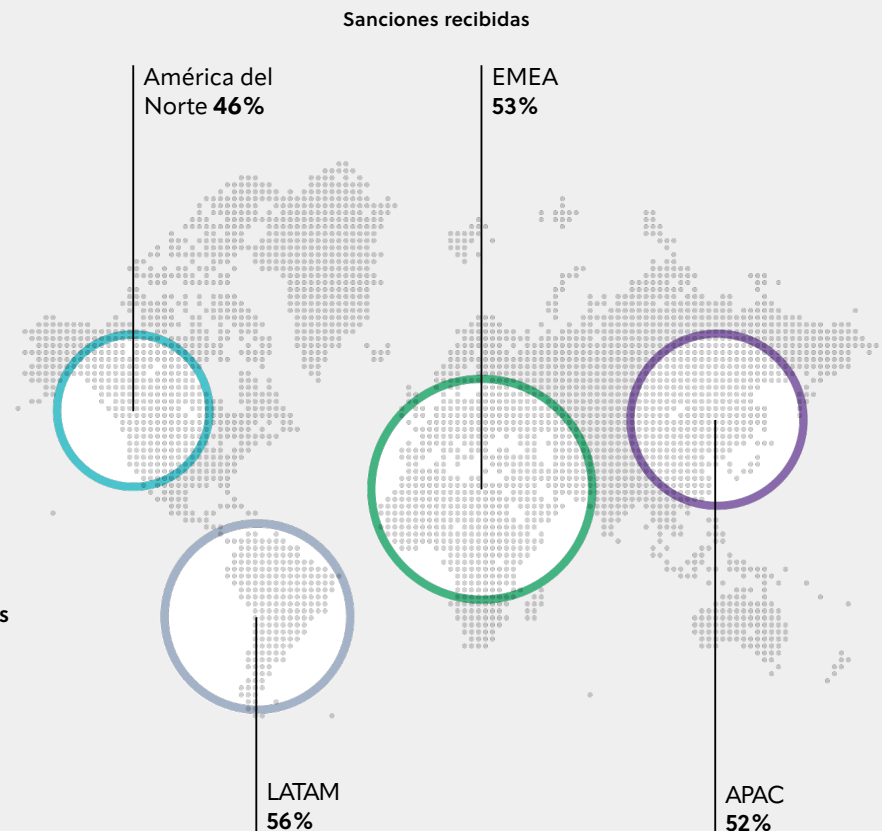 Sanciones recibidas
América del
Norte 46%
EMEA
53%
s
LATAM
56%
APAC
52%